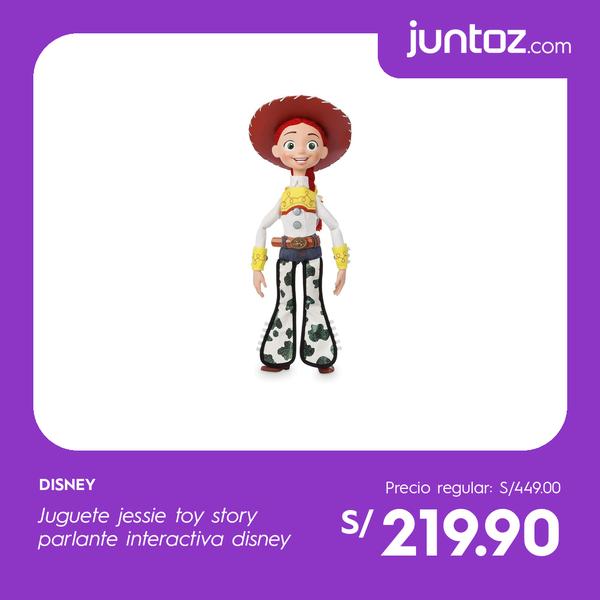 juntoz.com
DISNEY
Juguete jessie toy story
parlante interactiva disney
Precio regular: S/449.00
S/ 219.90